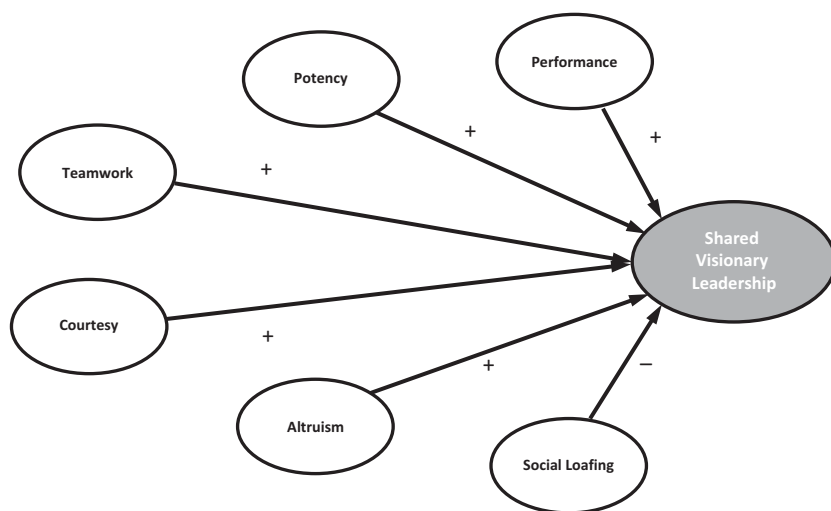 Performance
Potency
+
+
+
Teamwork
Shared
Visionary
Leadership
Courtesy
+
+
−
Altruism
Social Loafing